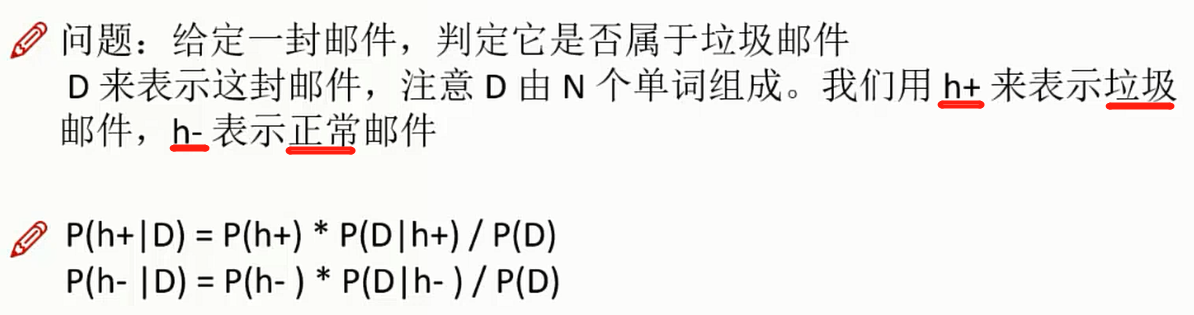 问题：给定一封邮件，判定它是否属于垃圾邮件
D 来表示这封邮件，注意 D 由 N 个单词组成。我们用 h+ 来表示垃圾
邮件，h- 表示正常邮件
P(h+|D) = P(h+) * P(D|h+) / P(D)
P(h- |D) = P(h- ) * P(D|h- ) / P(D)